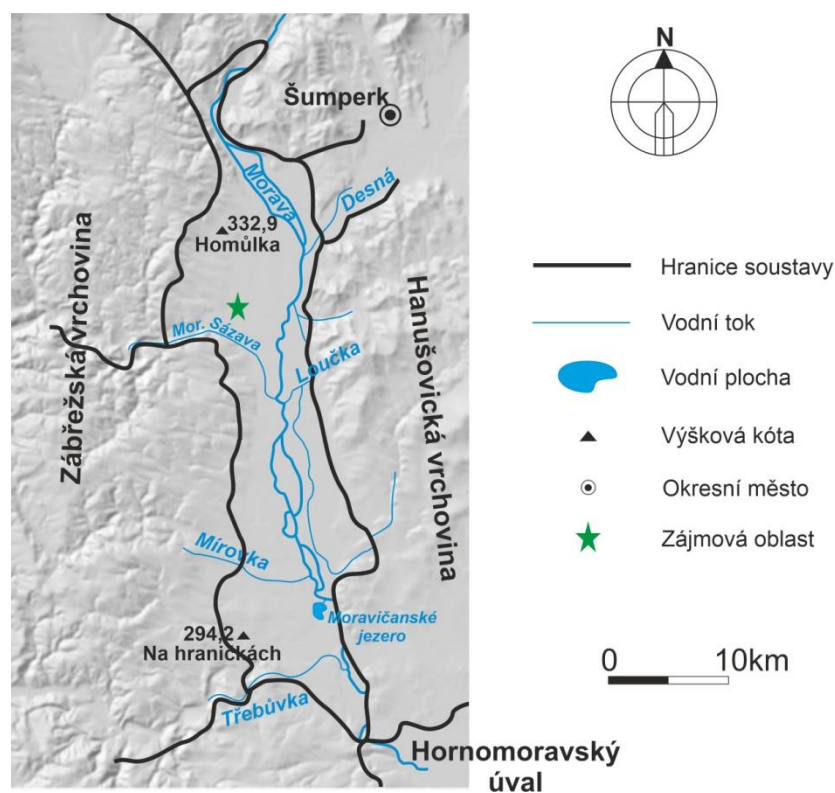 Šumperk
Morava
Desná
332,9
Homůlka
Zábřežská vrchovina
Mor. Sázava
Loučka
Hanušovická vrchovina
Mírovka
Moravičanské
jezero
294,2
Na hraničkách
Třebůvka
Hornomoravský
úval
N
Hranice soustavy
Vodní tok
Vodní plocha
Výšková kóta
Okresní město
Zájmová oblast
0 10km